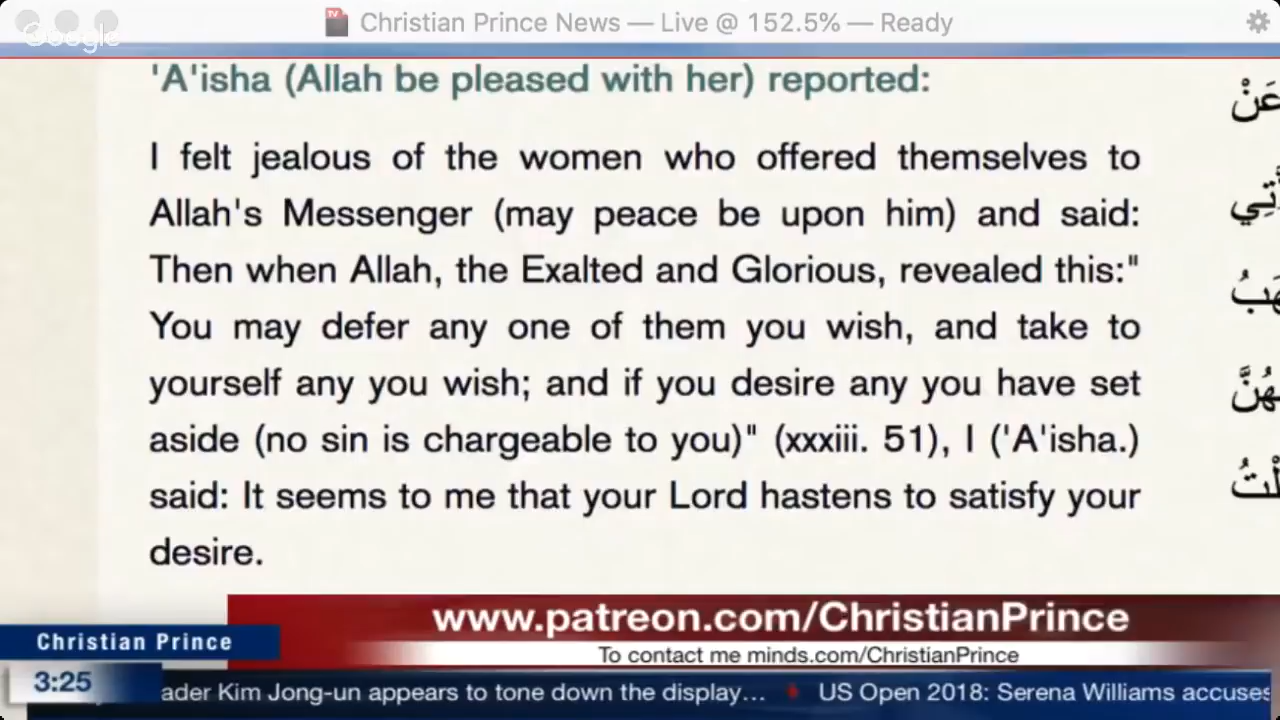 Christian Prince News — Live @ 152.5% — Ready
Google
'A'isha (Allah be pleased with her) reported:
I felt jealous of the women who offered themselves to
Allah's Messenger (may peace be upon him) and said:
Then when Allah, the Exalted and Glorious, revealed this:"
You may defer any one of them you wish, and take to
yourself any you wish; and if you desire any you have set
aside (no sin is chargeable to you)" (xxxiii. 51), I ('A'isha.)
said: It seems to me that your Lord hastens to satisfy your
desire.
عَنْ
www.patreon.com/ChristianPrince
To contact me minds.com/ChristianPrince
Christian Prince
3:25
ader Kim Jong-un appears to tone down the display... US Open 2018: Serena Williams accuses